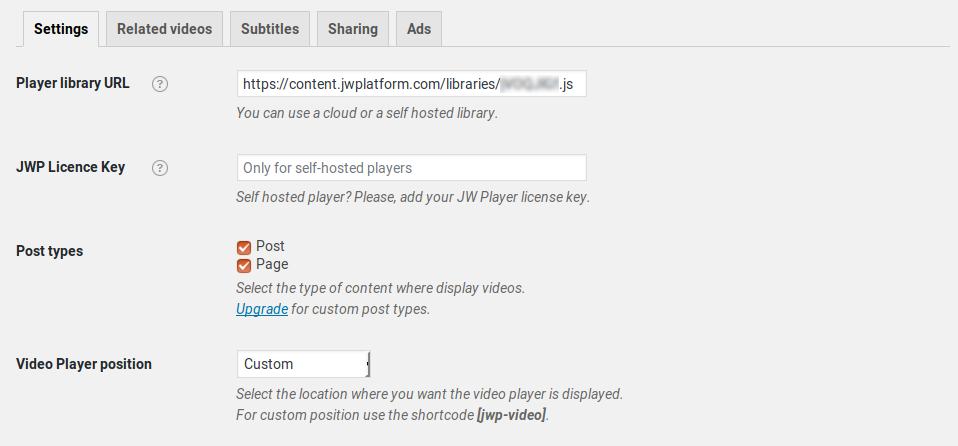 Settings Related videos Subtitles Sharing Ads
Player library URL ? https://content.jwplatform.com/libraries/ .js
You can use a cloud or a self hosted library.
JWP Licence Key ? Only for self-hosted players
Self hosted player? Please, add your JW Player license key.
Post types Post
Page
Select the type of content where display videos.
Upgrade for custom post types.
Video Player position Custom
Select the location where you want the video player is displayed.
For custom position use the shortcode [jwp-video].